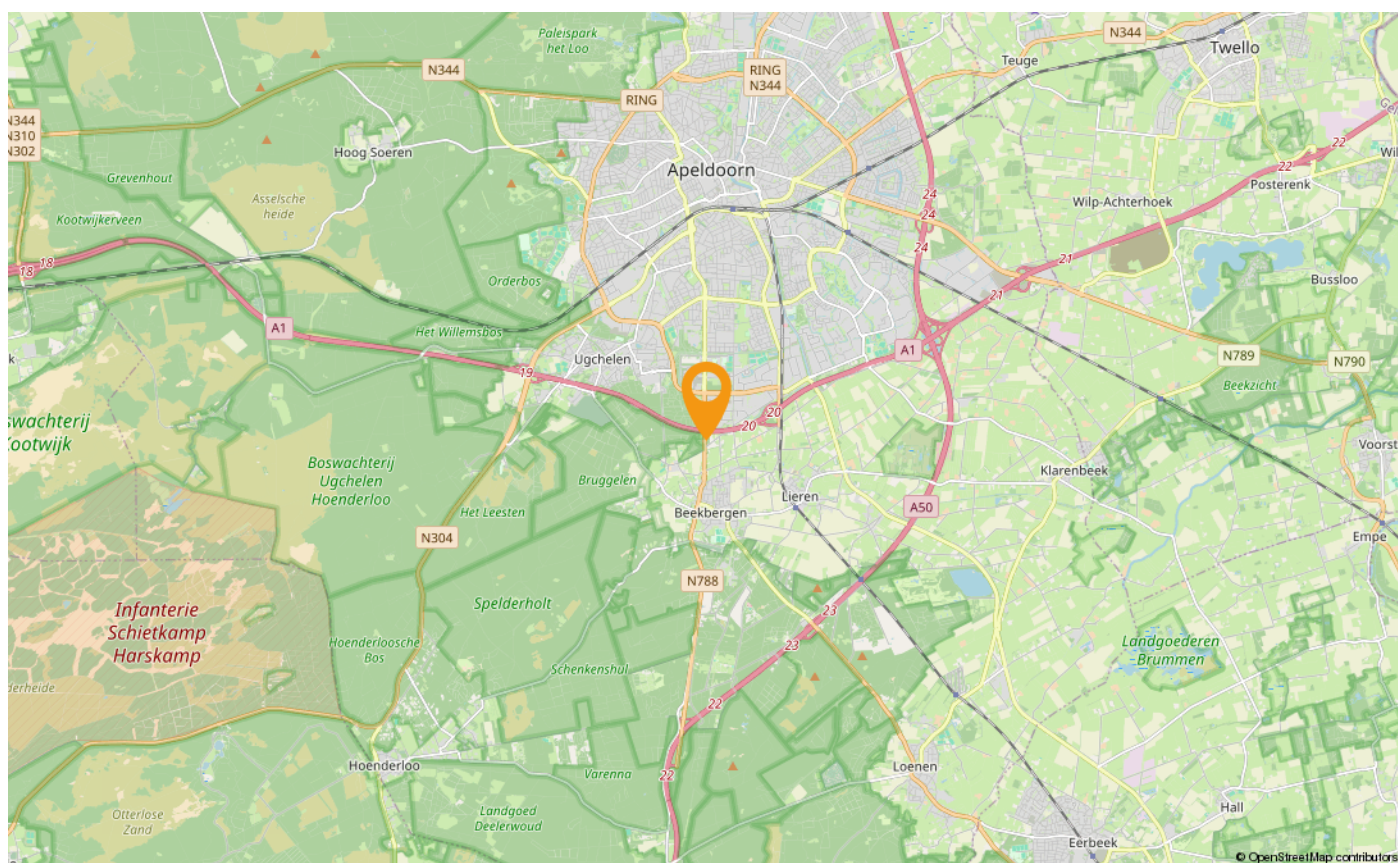 Paleispark
het Loo
N344
Twello
Teuge
N344
RING
N344
RING
N344
N310
N302
Hoog Soeren
Apeldoorn
Grevenhout
Asselsche
heide
Kootwijkerveen
22
22
Posterenk
Wilp-Achterhoek
24
24
24
18
18
21
21
Bussloo
Orderbos
A1
Het Willemsbos
Ugchelen
A1
N789
N790
Beekzicht
19
20
20
Boswachterij
Ugchelen
Hoenderloo
Bruggelen
Klarenbeek
Lieren
Het Leesten
Beekbergen
A50
N304
Empe
N788
Infanterie
Schietkamp
Harskamp
Spelderholt
23
23
Hoenderloosche
Bos
Landgoederen
Brummen
Schenkenshul
22
22
Hoenderloo
Varenna
Loenen
Otterlose
Zand
Landgoed
Deelerwoud
Hall
Eerbeek
© OpenStreetMap contributors